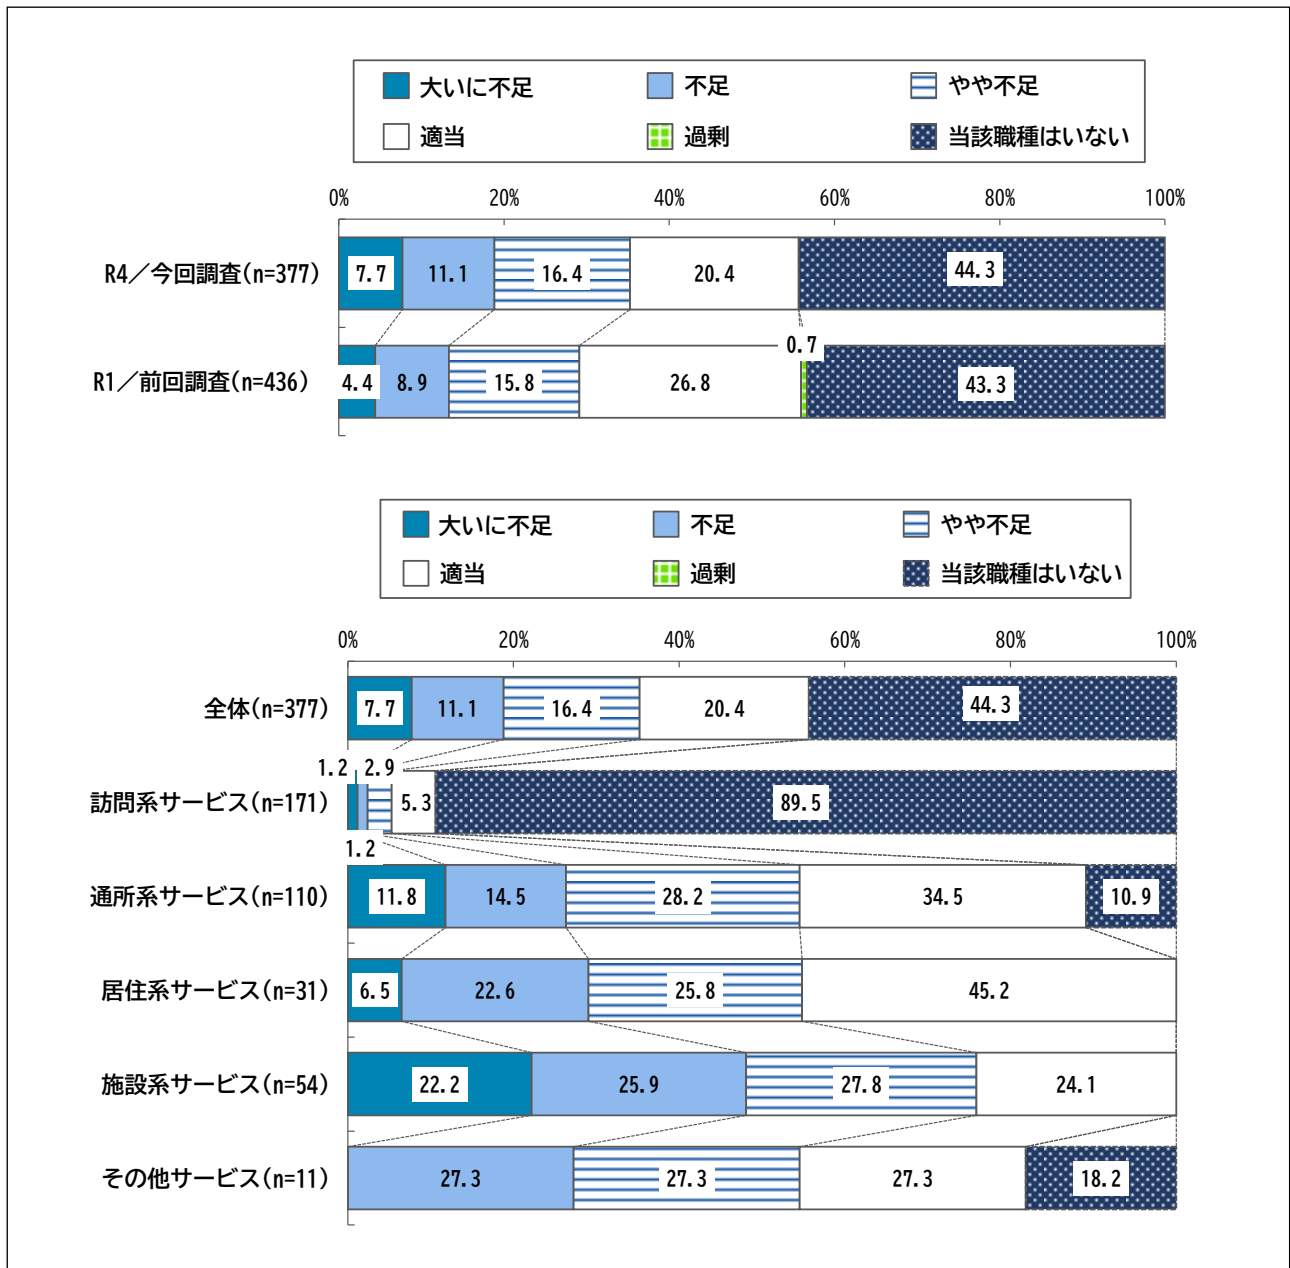 大いに不足 不足 やや不足
適当 過剰 当該職種はいない
0% 20% 40% 60% 80% 100%
R4／今回調査(n=377) 7.7 11.1 16.4 20.4 44.3
0.7
R1／前回調査(n=436) 4.4 8.9 15.8 26.8 43.3
大いに不足 不足 やや不足
適当 過剰 当該職種はいない
0% 20% 40% 60% 80% 100%
全体(n=377) 7.7 11.1 16.4 20.4 44.3
1.2 2.9
訪問系サービス(n=171) 5.3 89.5
1.2
通所系サービス(n=110) 11.8 14.5 28.2 34.5 10.9
居住系サービス(n=31) 6.5 22.6 25.8 45.2
施設系サービス(n=54) 22.2 25.9 27.8 24.1
その他サービス(n=11) 27.3 27.3 27.3 18.2